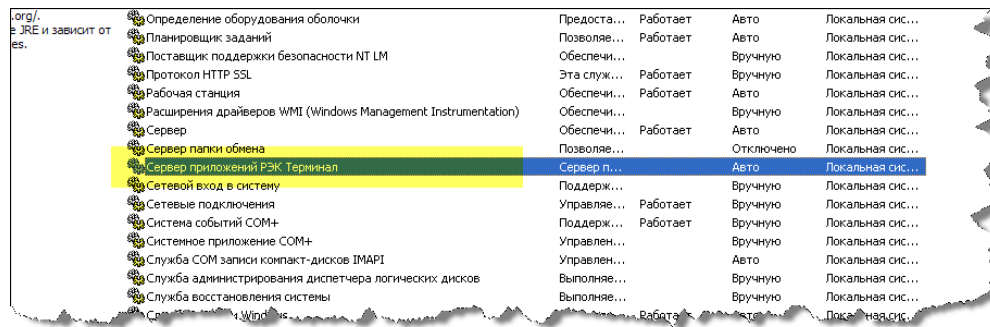 .org/.
е JRE и зависит от
es.
Определение оборудования оболочки Предоста... Работает Авто Локальная сис...
Планировщик заданий Позволяе... Работает Авто Локальная сис...
Поставщик поддержки безопасности NT LM Обеспечи... Вручную Локальная сис...
Протокол HTTP SSL Эта служ... Работает Вручную Локальная сис...
Рабочая станция Обеспечи... Работает Авто Локальная сис...
Расширения драйверов WMI (Windows Management Instrumentation) Обеспечи... Вручную Локальная сис...
Сервер Обеспечи... Работает Авто Локальная сис...
Сервер папки обмена Позволяе... Отключено Локальная сис...
Сервер приложений РЭК Терминал Сервер п... Авто Локальная сис...
Сетевой вход в систему Поддерж... Вручную Локальная сис...
Сетевые подключения Управляе... Работает Вручную Локальная сис...
Система событий COM+ Поддерж... Работает Вручную Локальная сис...
Системное приложение COM+ Управлен... Вручную Локальная сис...
Служба COM записи компакт-дисков IMAPI Управлен... Авто Локальная сис...
Служба администрирования диспетчера логических дисков Выполняе... Вручную Локальная сис...
Служба восстановления системы Выполняе... Вручную Локальная сис...
Windows